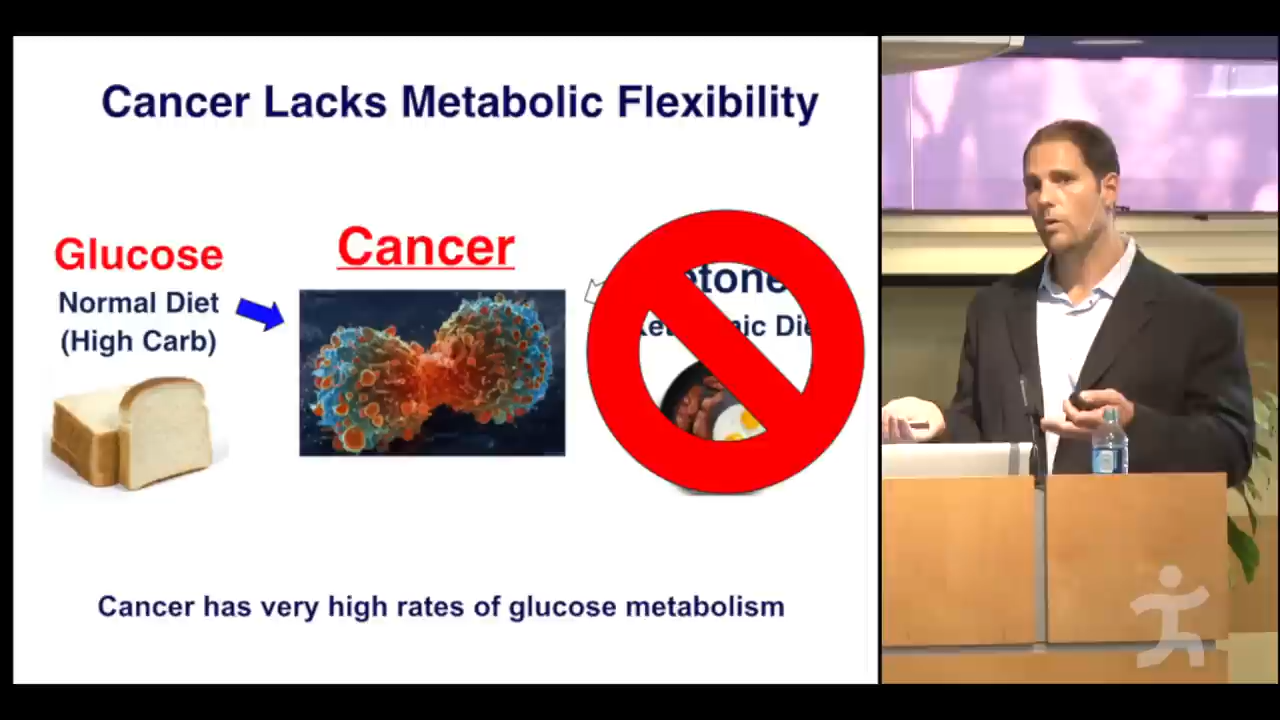 Cancer Lacks Metabolic Flexibility
Glucose
Normal Diet
(High Carb)
Cancer
Cancer has very high rates of glucose metabolism